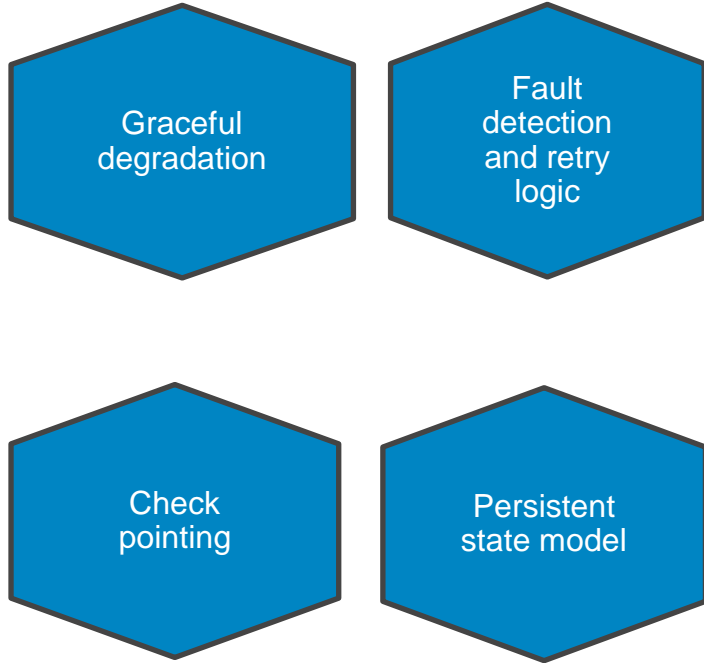 Graceful
degradation
Fault
detection
and retry
logic
Check
pointing
Persistent
state model